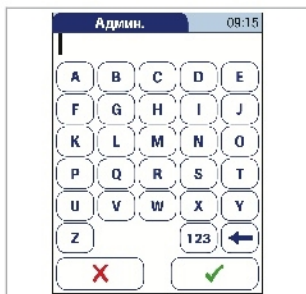 Админ. 09:15
A B C D E
F G H I J
K L M N O
P Q R S T
U V W X Y
Z 123